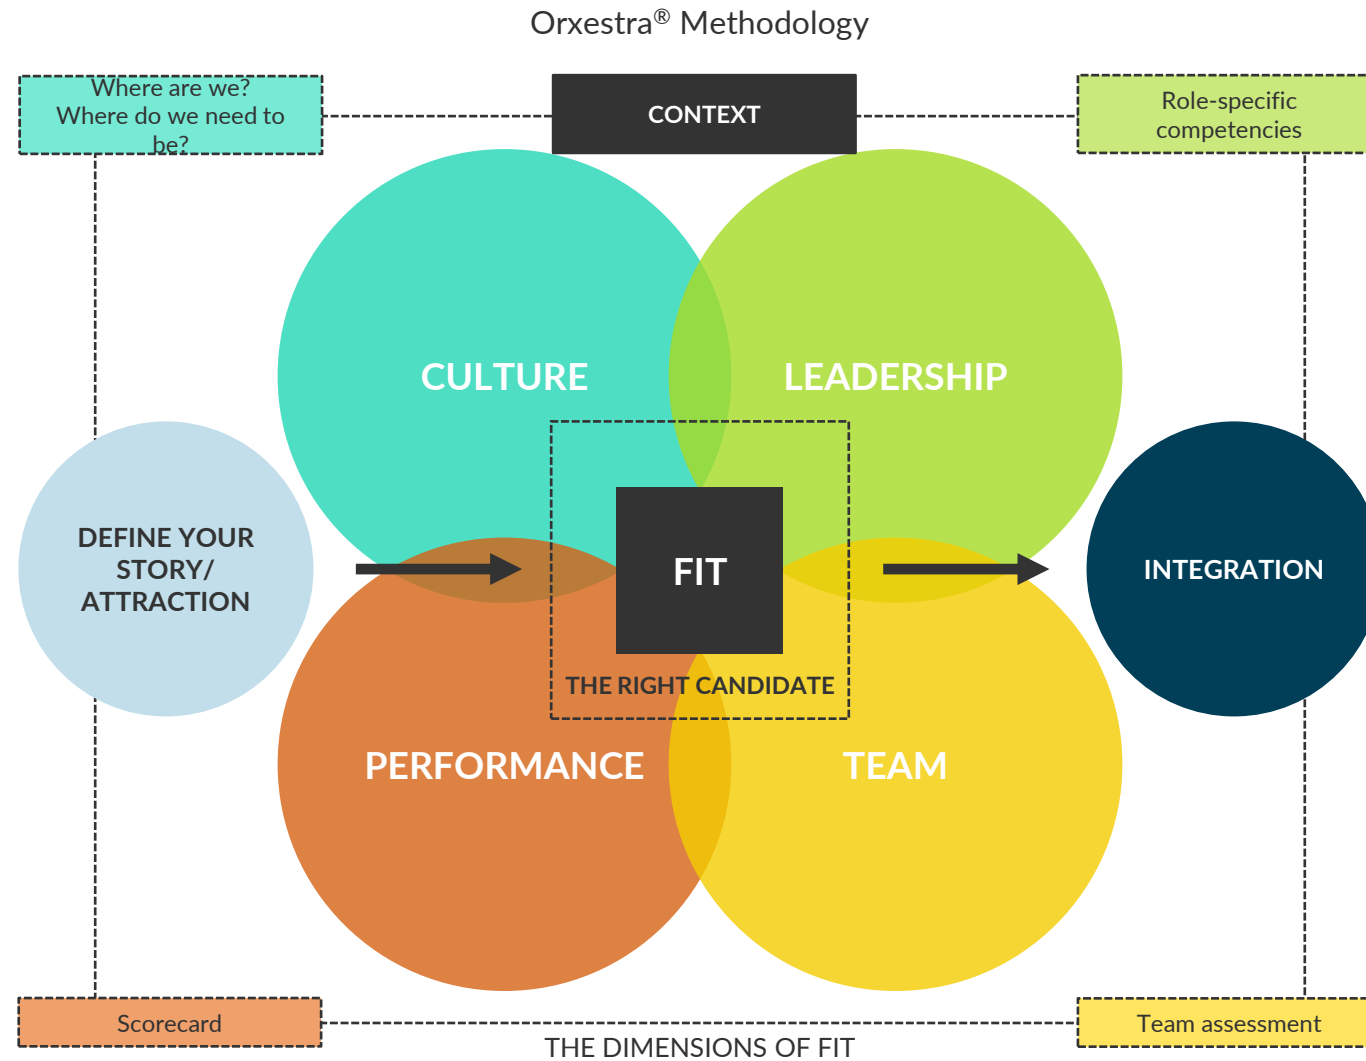 Orxestra® Methodology
Where are we?
Where do we need to
be?
CONTEXT
Role-specific
competencies
CULTURE
LEADERSHIP
DEFINE YOUR
STORY/
ATTRACTION
FIT
INTEGRATION
THE RIGHT CANDIDATE
PERFORMANCE
TEAM
Scorecard
Team assessment
THE DIMENSIONS OF FIT